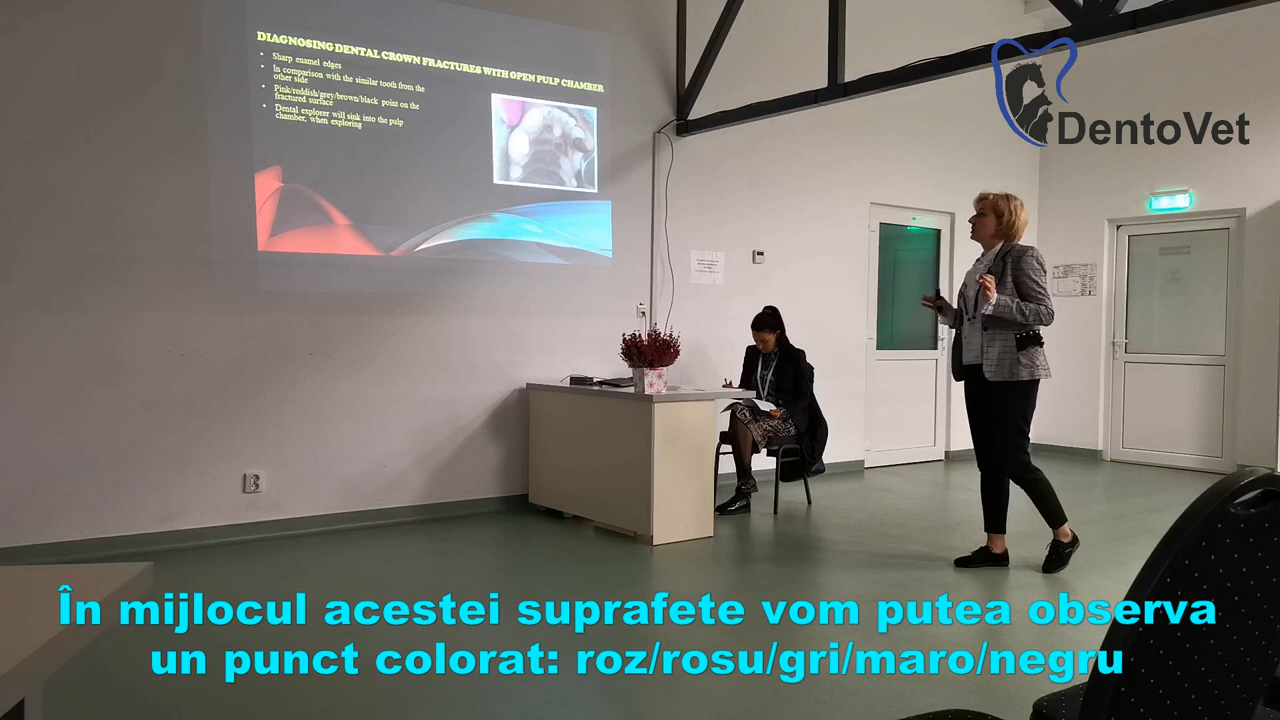 DIAGNOSING DENTAL CROWN FRACTURES WITH OPEN PULP CHAMBER
• Sharp enamel edges
• In comparison with the similar tooth from the
other side
• Pink/reddish/grey/brown/black point on the
fractured surface
• Dental explorer will sink into the pulp
chamber, when exploring
DentoVet
În mijlocul acestei suprafete vom putea observa
un punct colorat: roz/rosu/gri/maro/negru